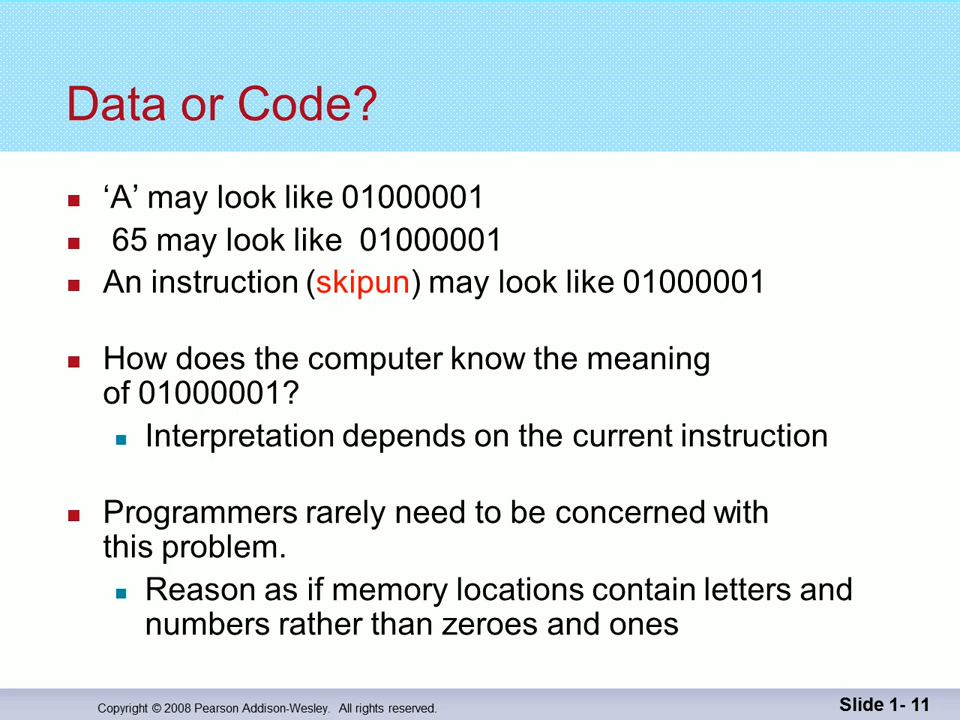 Data or Code?
‘A’ may look like 01000001
65 may look like 01000001
An instruction (skipun) may look like 01000001
How does the computer know the meaning
of 01000001?
Interpretation depends on the current instruction
Programmers rarely need to be concerned with
this problem.
Reason as if memory locations contain letters and
numbers rather than zeroes and ones
Copyright © 2008 Pearson Addison-Wesley. All rights reserved.
Slide 1- 11